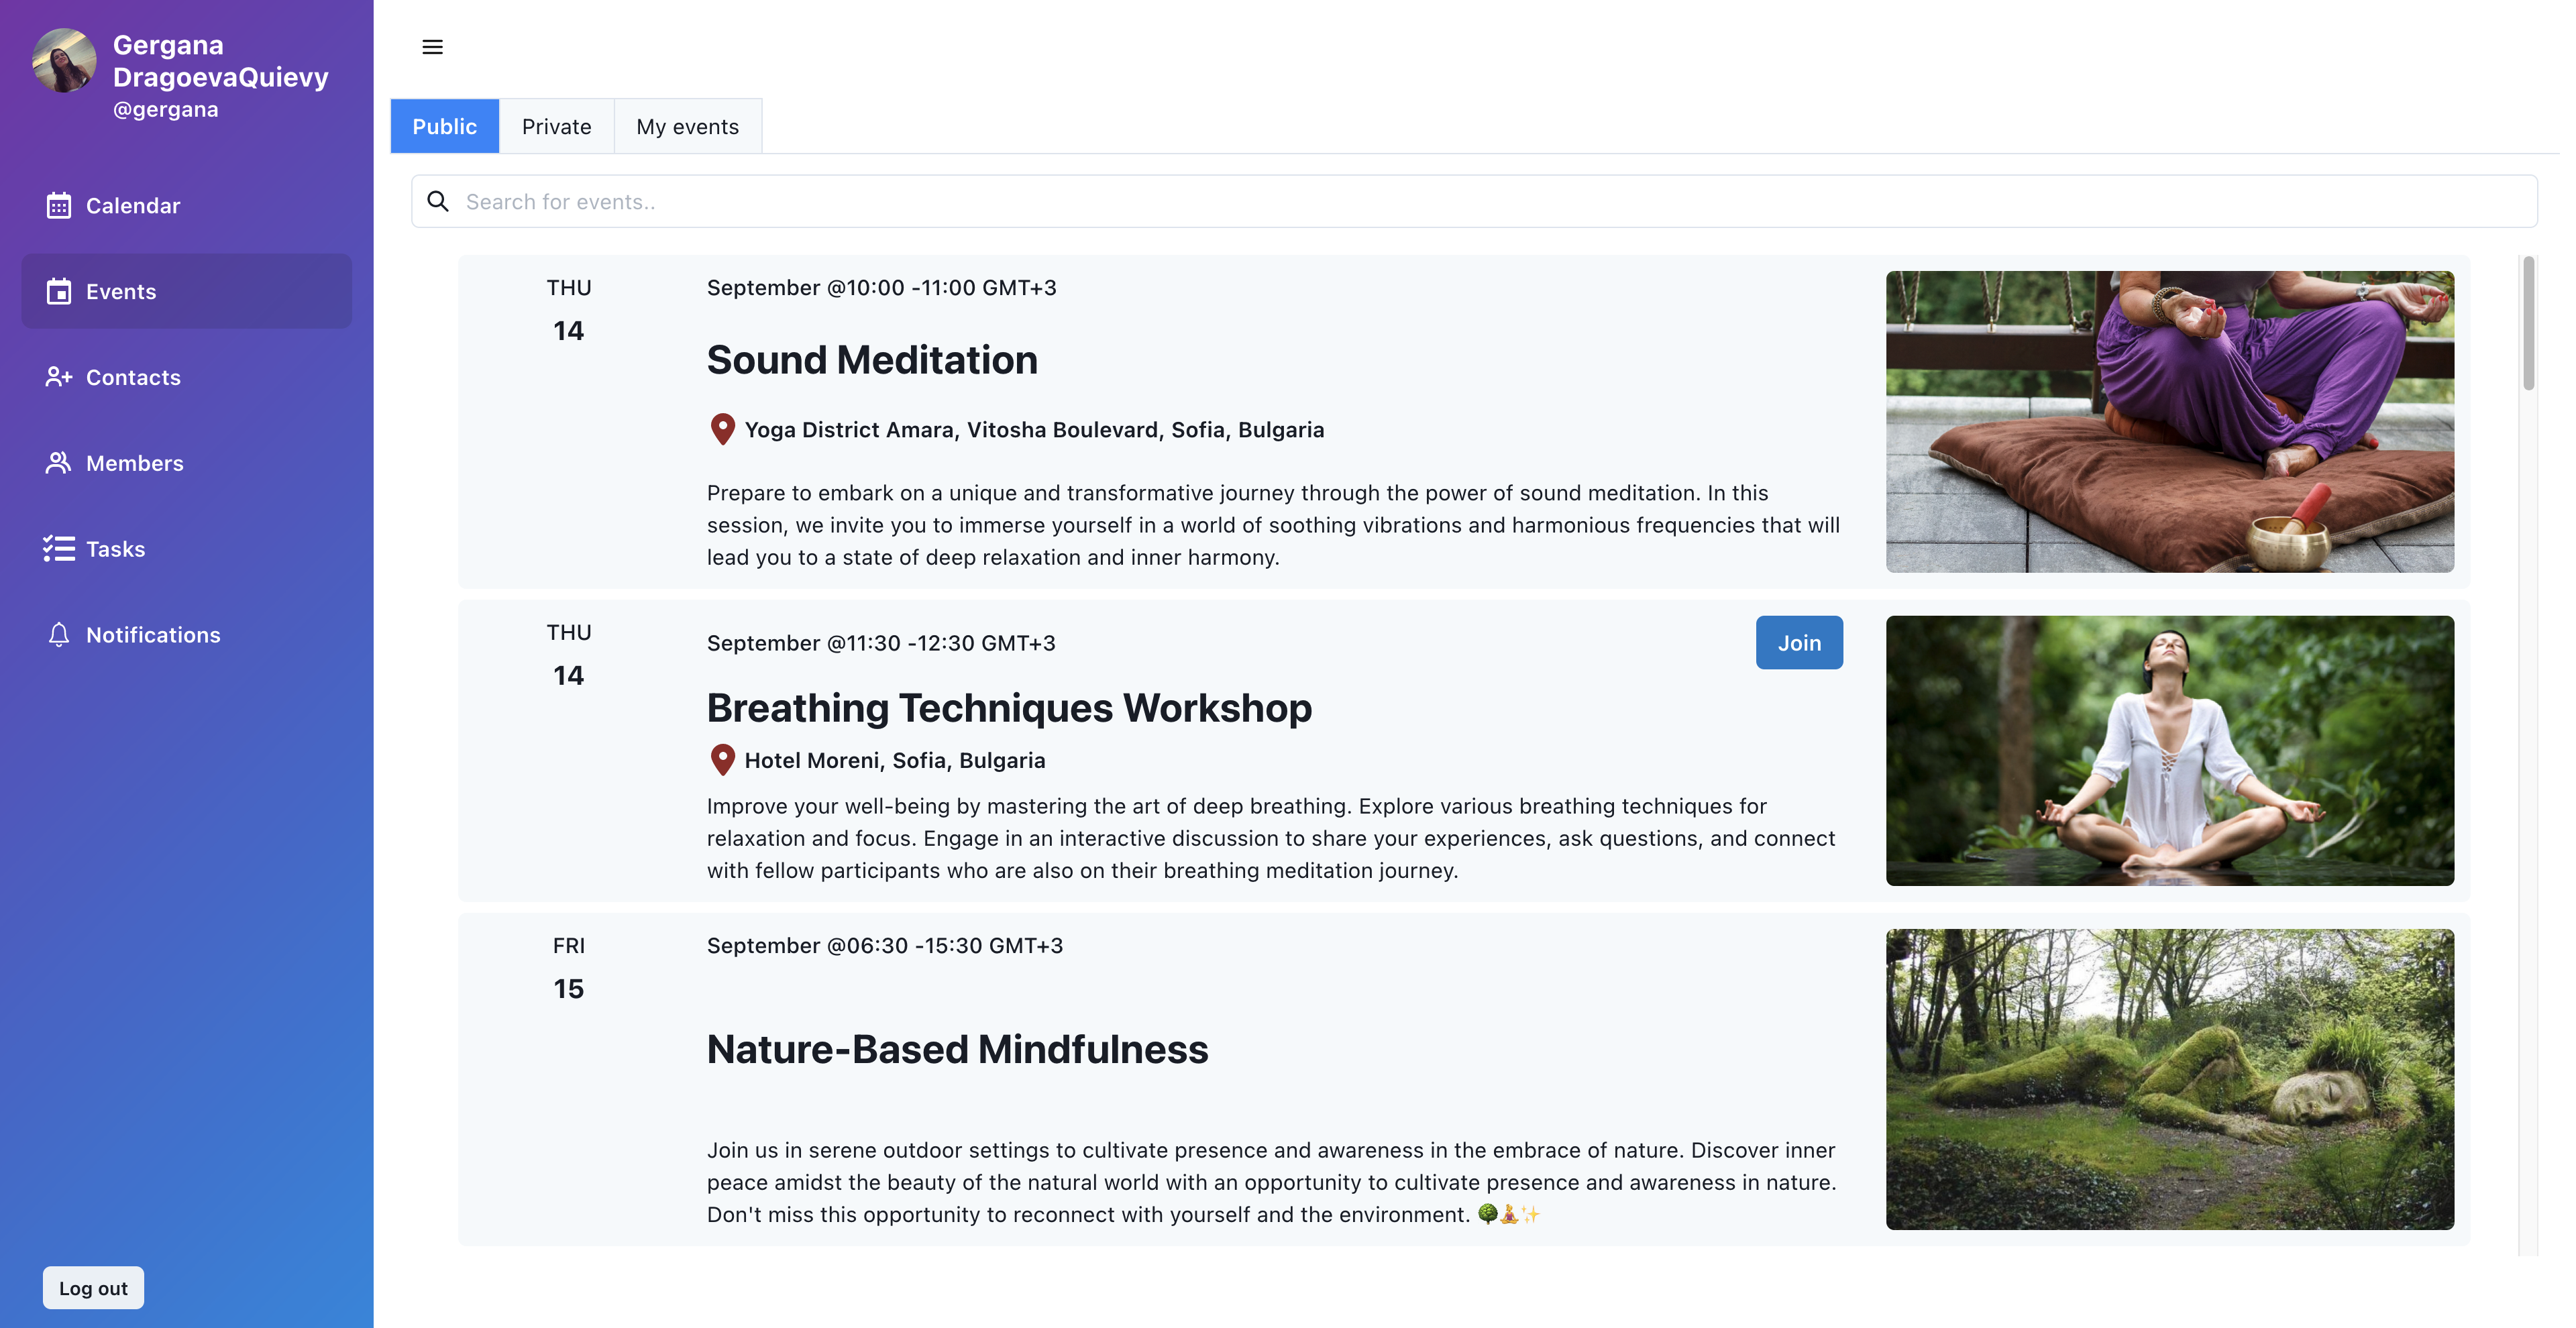 Gergana
DragoevaQuievy
@gergana
Calendar
Events
Contacts
Members
Tasks
Notifications
Log out
Public
Private
My events
Search for events..
THU
14
September @10:00 -11:00 GMT+3
Sound Meditation
Yoga District Amara, Vitosha Boulevard, Sofia, Bulgaria
Prepare to embark on a unique and transformative journey through the power of sound meditation. In this
session, we invite you to immerse yourself in a world of soothing vibrations and harmonious frequencies that will
lead you to a state of deep relaxation and inner harmony.
THU
14
September @11:30 -12:30 GMT+3
Join
Breathing Techniques Workshop
Hotel Moreni, Sofia, Bulgaria
Improve your well-being by mastering the art of deep breathing. Explore various breathing techniques for
relaxation and focus. Engage in an interactive discussion to share your experiences, ask questions, and connect
with fellow participants who are also on their breathing meditation journey.
FRI
15
September @06:30 -15:30 GMT+3
Nature-Based Mindfulness
Join us in serene outdoor settings to cultivate presence and awareness in the embrace of nature. Discover inner
peace amidst the beauty of the natural world with an opportunity to cultivate presence and awareness in nature.
Don't miss this opportunity to reconnect with yourself and the environment. 🌳🧘✨